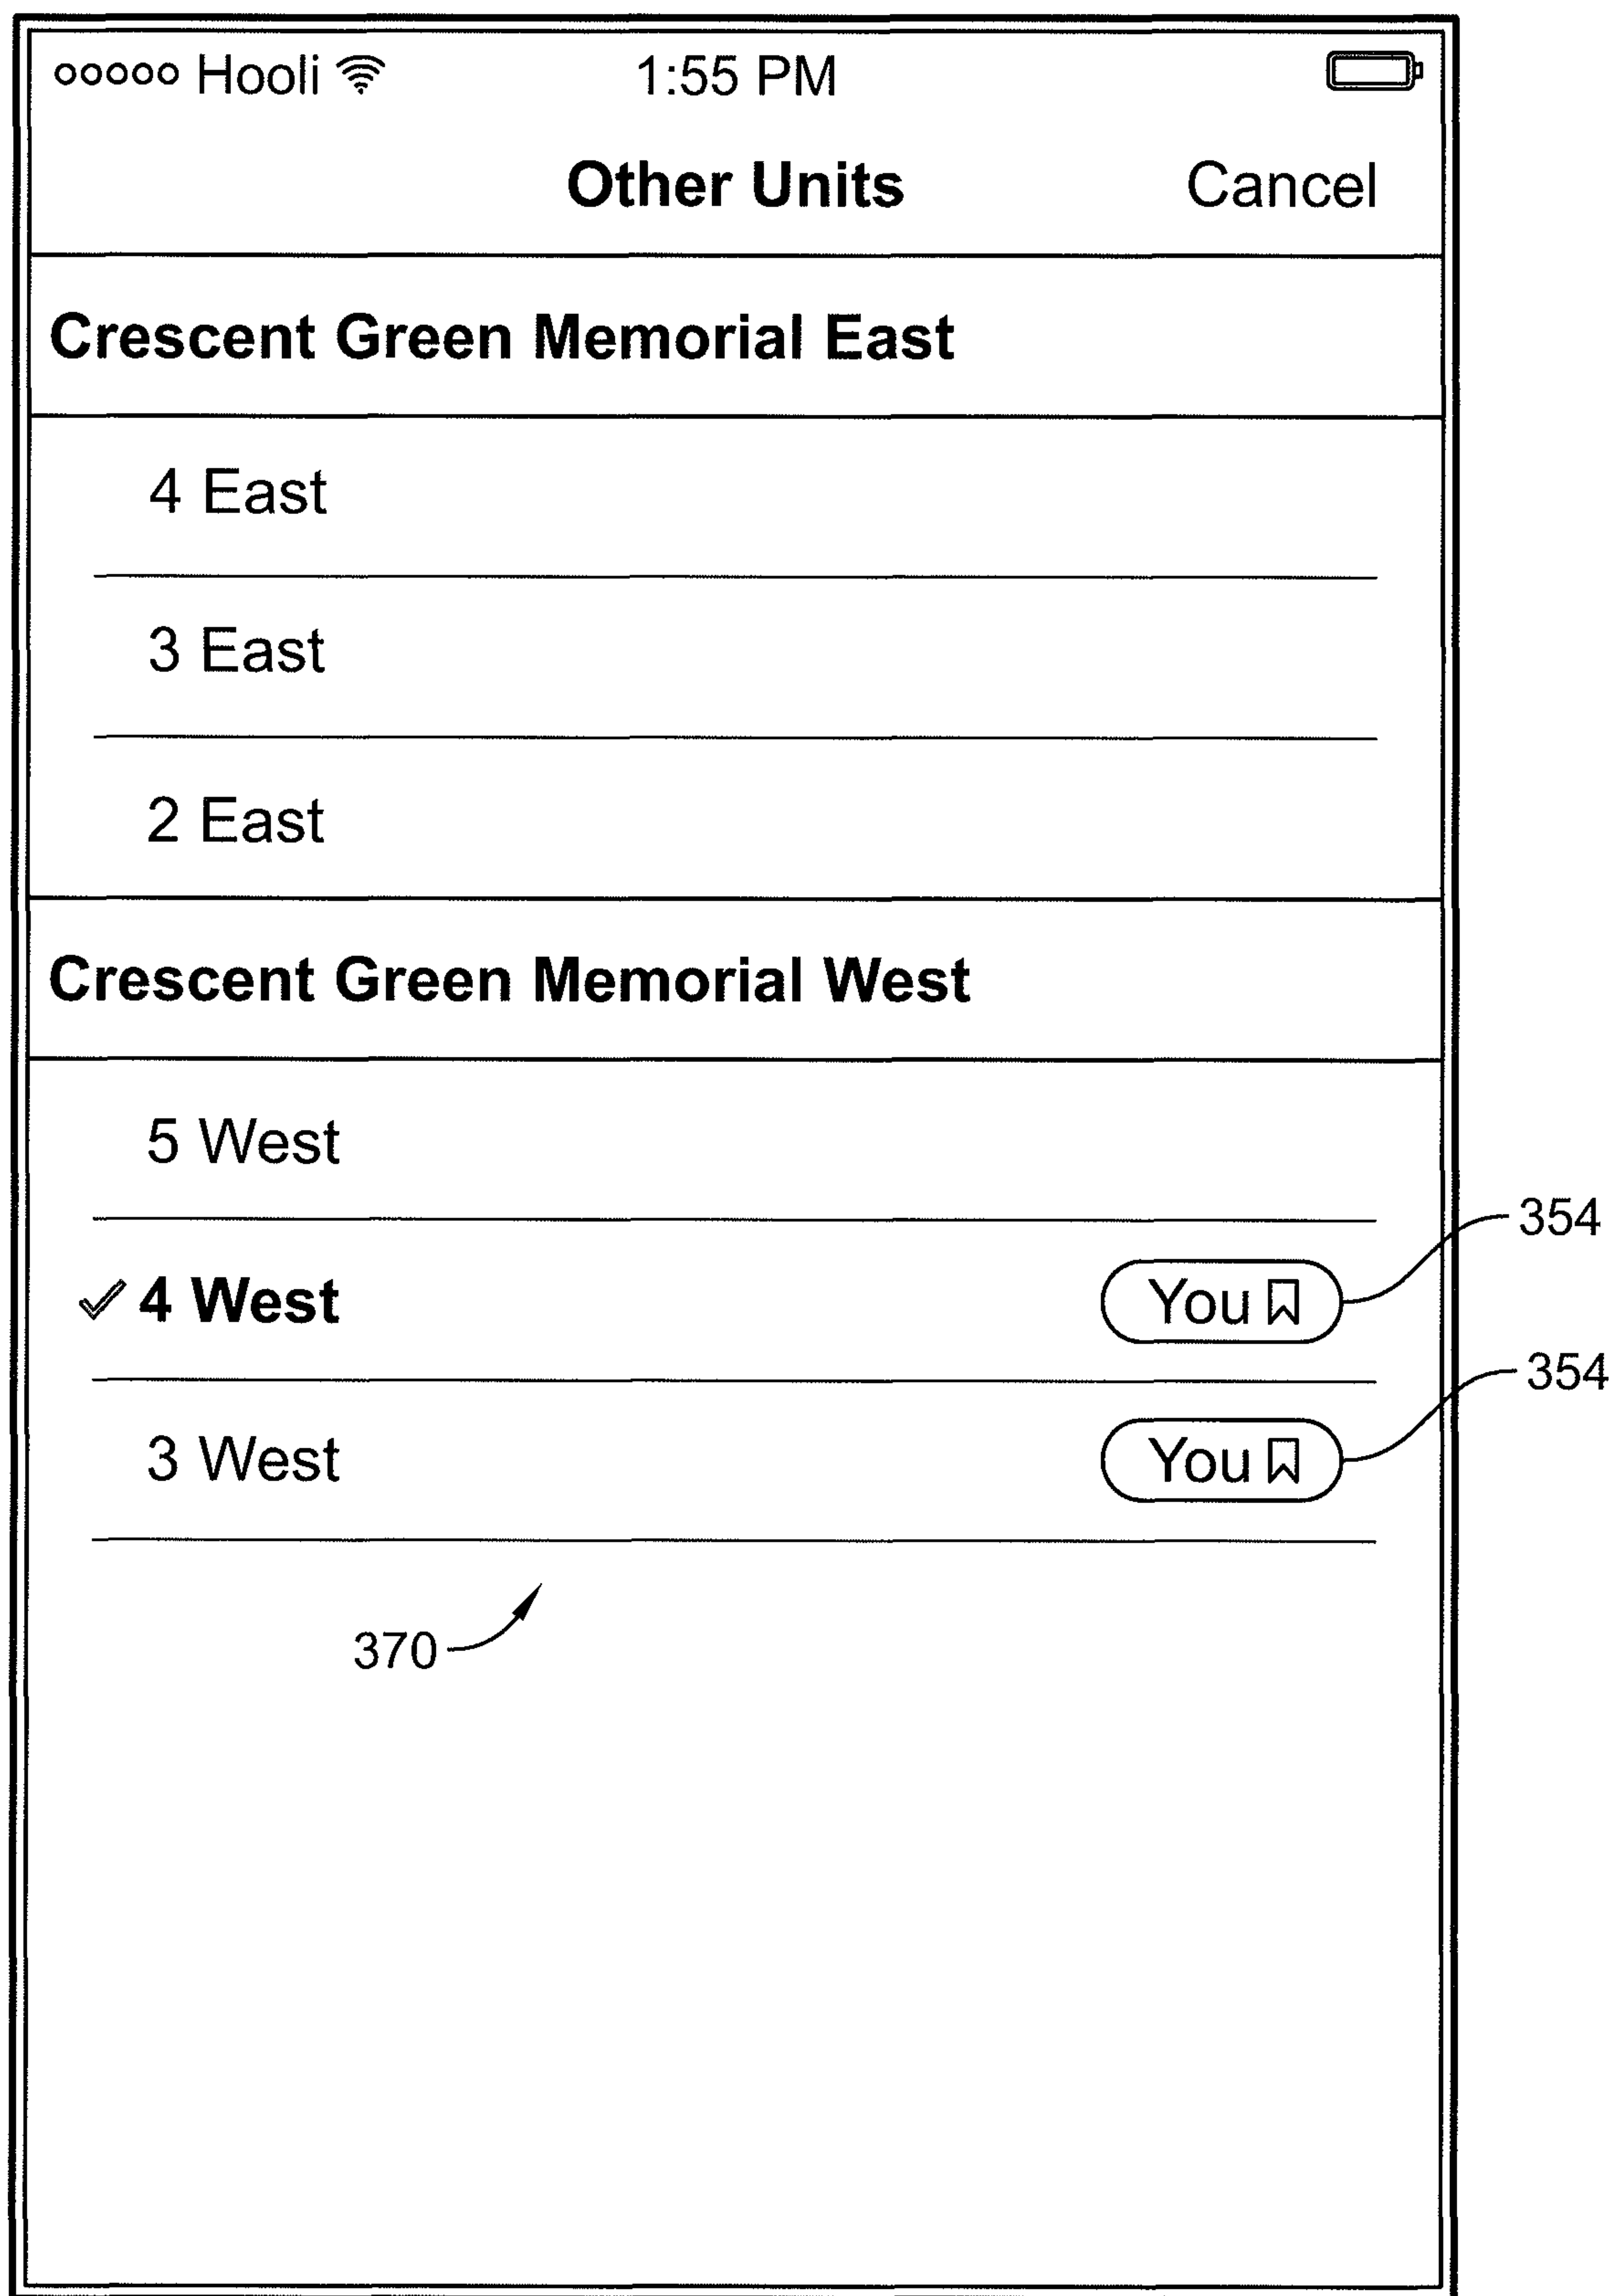 ooooo Hooli 1:55 PM
Other Units Cancel
Crescent Green Memorial East
4 East
3 East
2 East
Crescent Green Memorial West
5 West
354
✓ 4 West You
354
3 West You
370